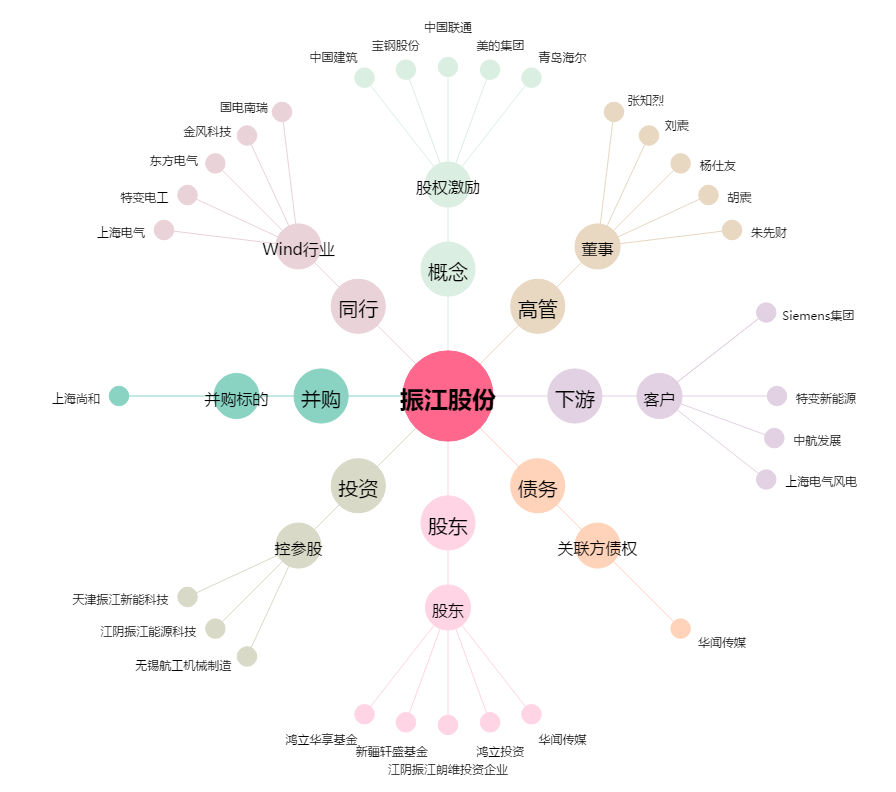 中国联通
宝钢股份
美的集团
中国建筑
青岛海尔
国电南瑞
张知烈
金风科技
刘震
东方电气
杨仕友
特变电工
股权激励
胡震
上海电气
朱先财
Wind行业
董事
概念
同行
高管
Siemens集团
上海尚和
并购标的
并购
振江股份
下游
客户
特变新能源
中航发展
上海电气风电
投资
债务
股东
控参股
关联方债权
天津振江新能科技
股东
江阴振江能源科技
华闻传媒
无锡航工机械制造
鸿立华享基金
华闻传媒
新疆轩盛基金
鸿立投资
江阴振江朗维投资企业